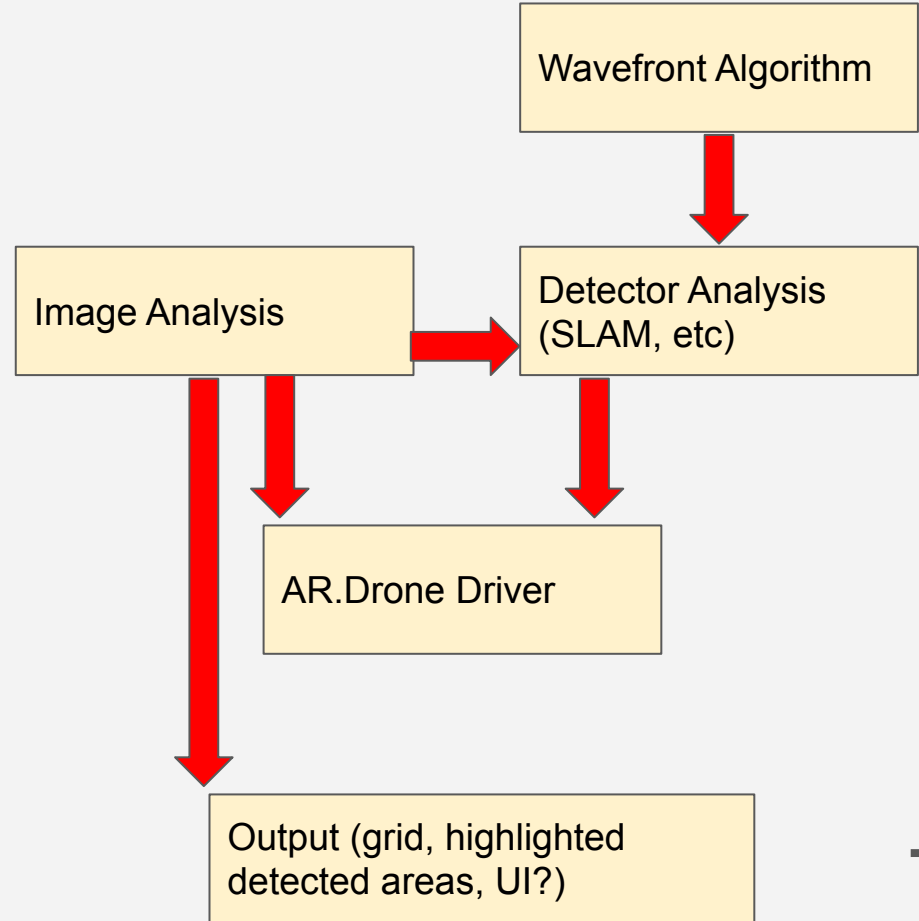 Wavefront Algorithm
Image Analysis
Detector Analysis
(SLAM, etc)
AR.Drone Driver
Output (grid, highlighted
detected areas, UI?)